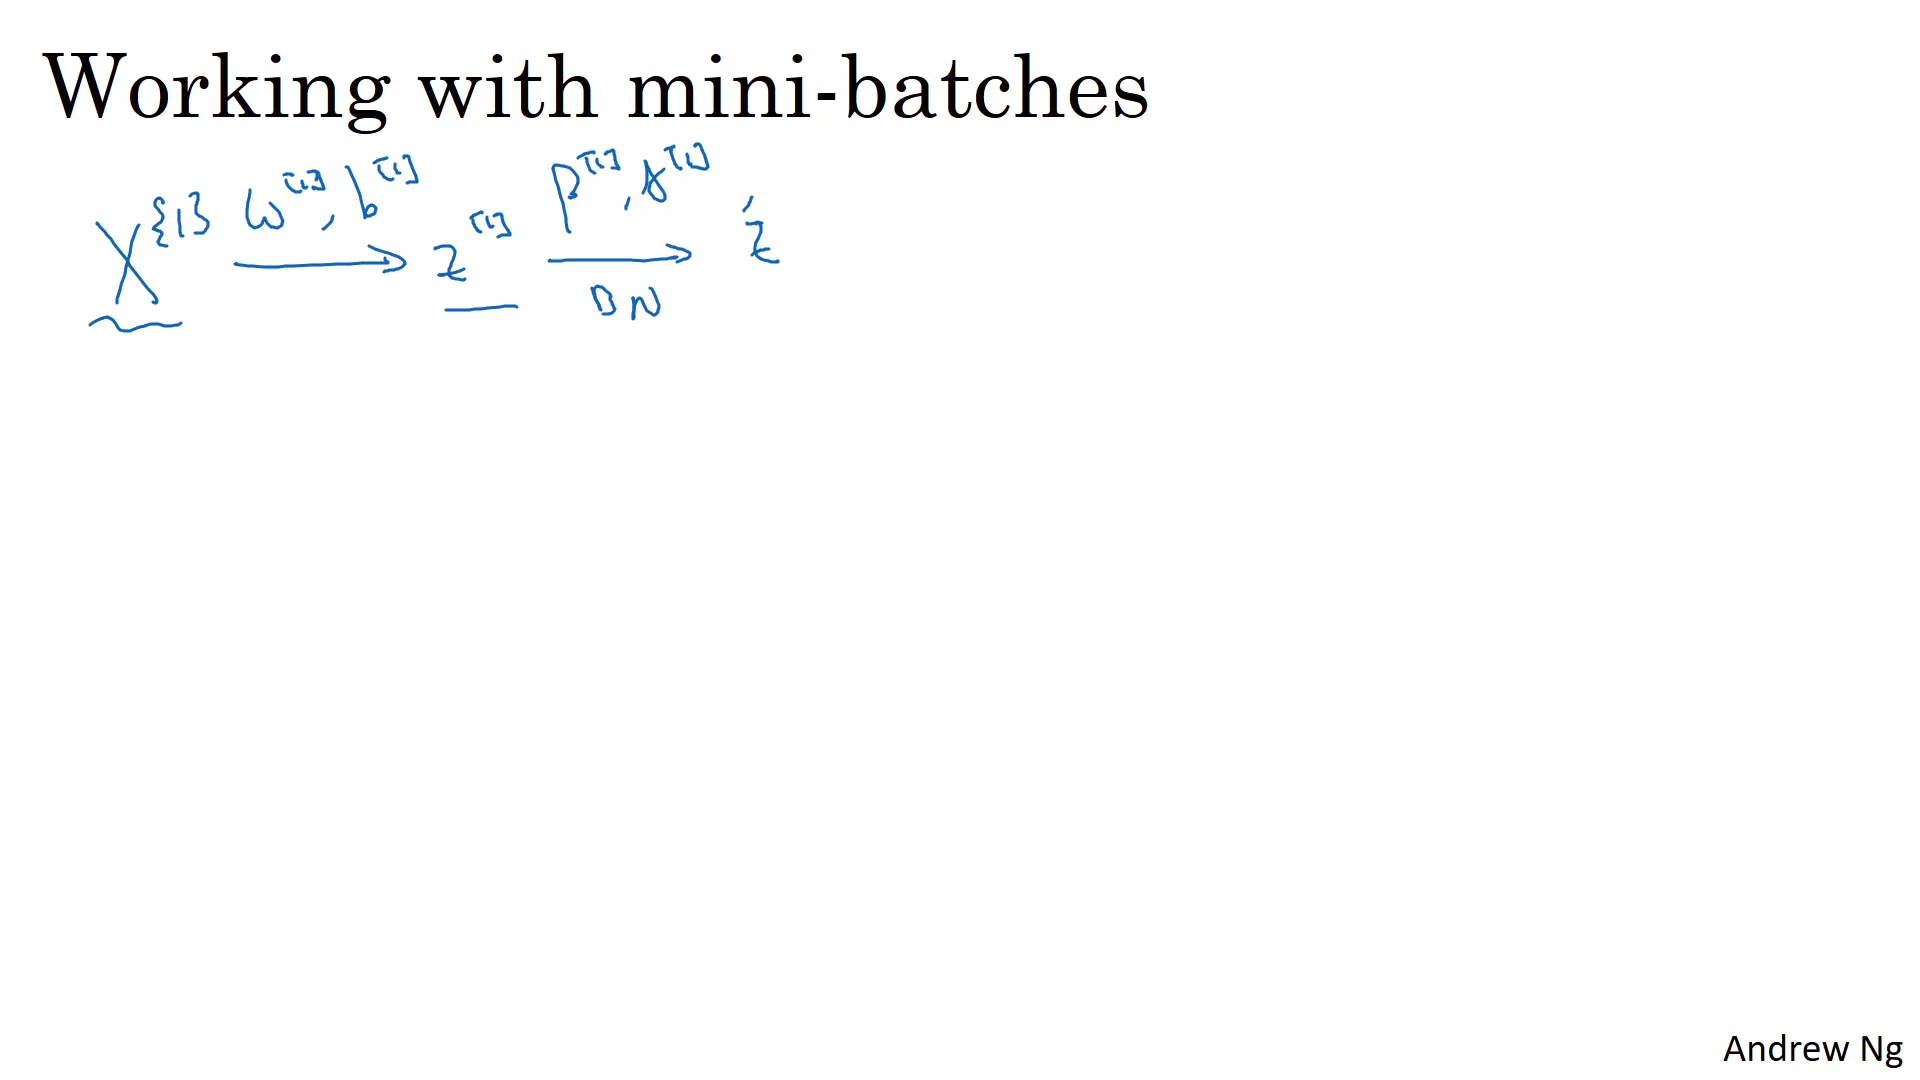 Working with mini-batches
X^{1} W^[1], b^[1] → z^[1] β^[1], γ^[1] → z̃
BN
Andrew Ng